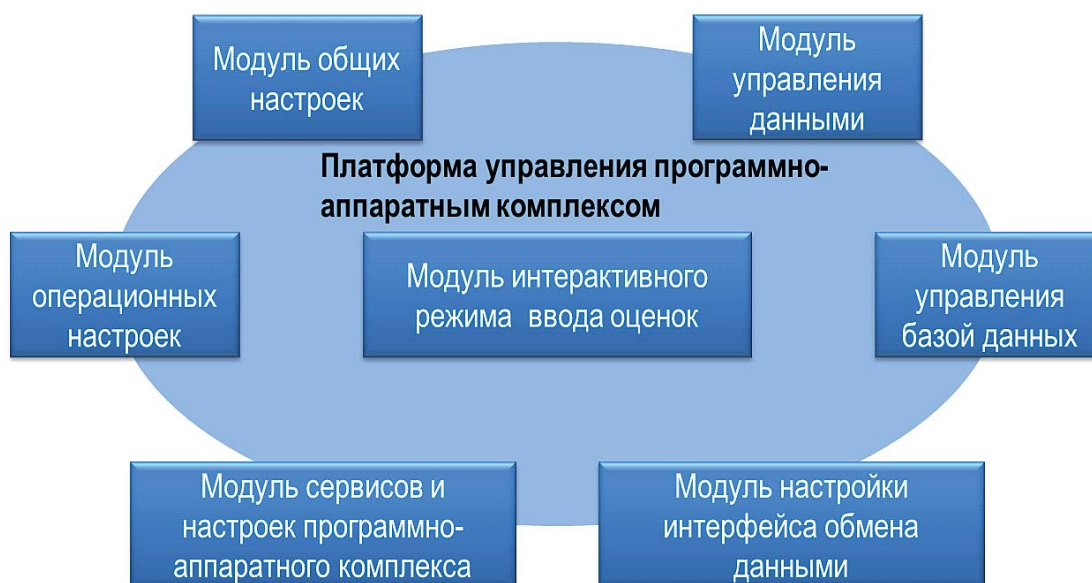 Модуль общих
настроек
Модуль
управления
данными
Платформа управления программно-
аппаратным комплексом
Модуль
операционных
настроек
Модуль интерактивного
режима ввода оценок
Модуль
управления
базой данных
Модуль сервисов и
настроек программно-
аппаратного комплекса
Модуль настройки
интерфейса обмена
данными